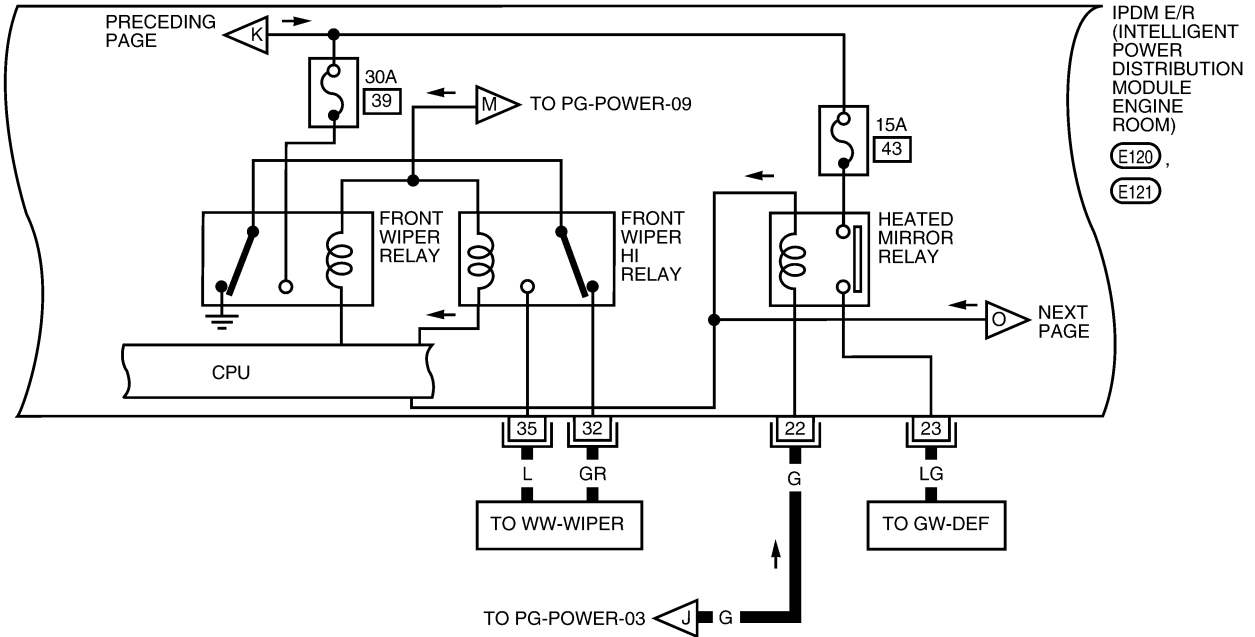 PRECEDING
PAGE
K
30A
39
M
TO PG-POWER-09
15A
43
IPDM E/R
(INTELLIGENT
POWER
DISTRIBUTION
MODULE
ENGINE
ROOM)
E120 ,
E121
FRONT
WIPER
RELAY
FRONT
WIPER
HI
RELAY
HEATED
MIRROR
RELAY
O
NEXT
PAGE
CPU
35
32
22
23
L
GR
G
LG
TO WW-WIPER
TO GW-DEF
TO PG-POWER-03
J
G